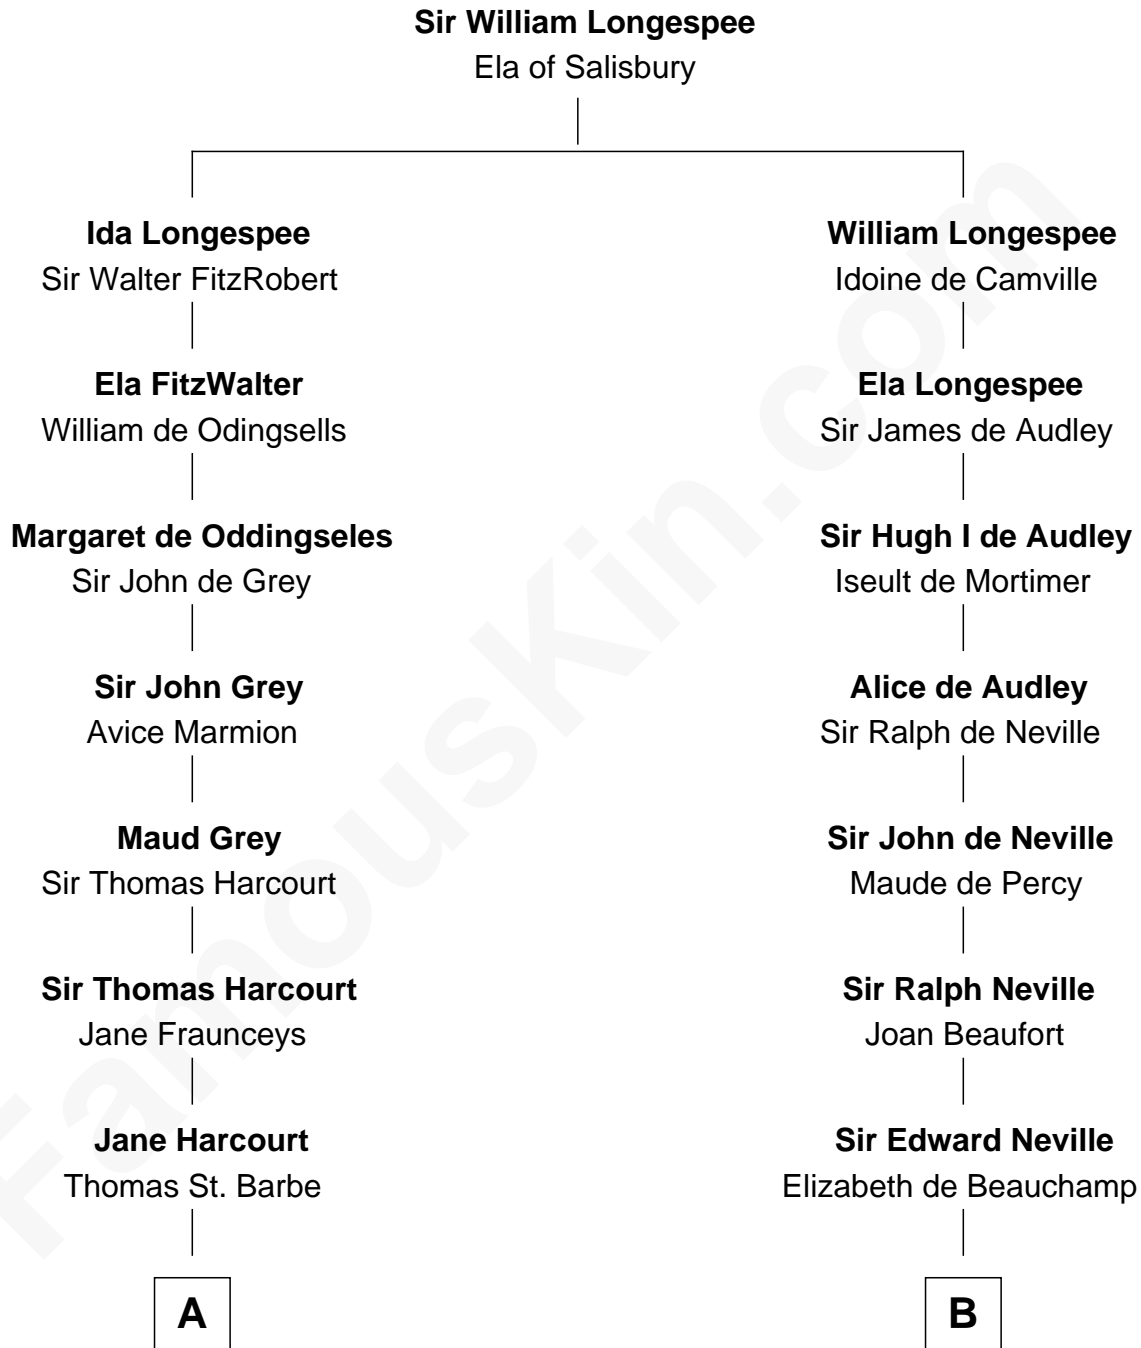 Sir William Longespee
Ela of Salisbury
Ida Longespee
Sir Walter FitzRobert
William Longespee
Idoine de Camville
Ela FitzWalter
William de Odingsells
Ela Longespee
Sir James de Audley
Margaret de Oddingseles
Sir John de Grey
Sir Hugh I de Audley
Iseult de Mortimer
Sir John Grey
Avice Marmion
Alice de Audley
Sir Ralph de Neville
Maud Grey
Sir Thomas Harcourt
Sir John de Neville
Maude de Percy
Sir Thomas Harcourt
Jane Fraunceys
Sir Ralph Neville
Joan Beaufort
Jane Harcourt
Thomas St. Barbe
Sir Edward Neville
Elizabeth de Beauchamp
A
B
FamousKin.com